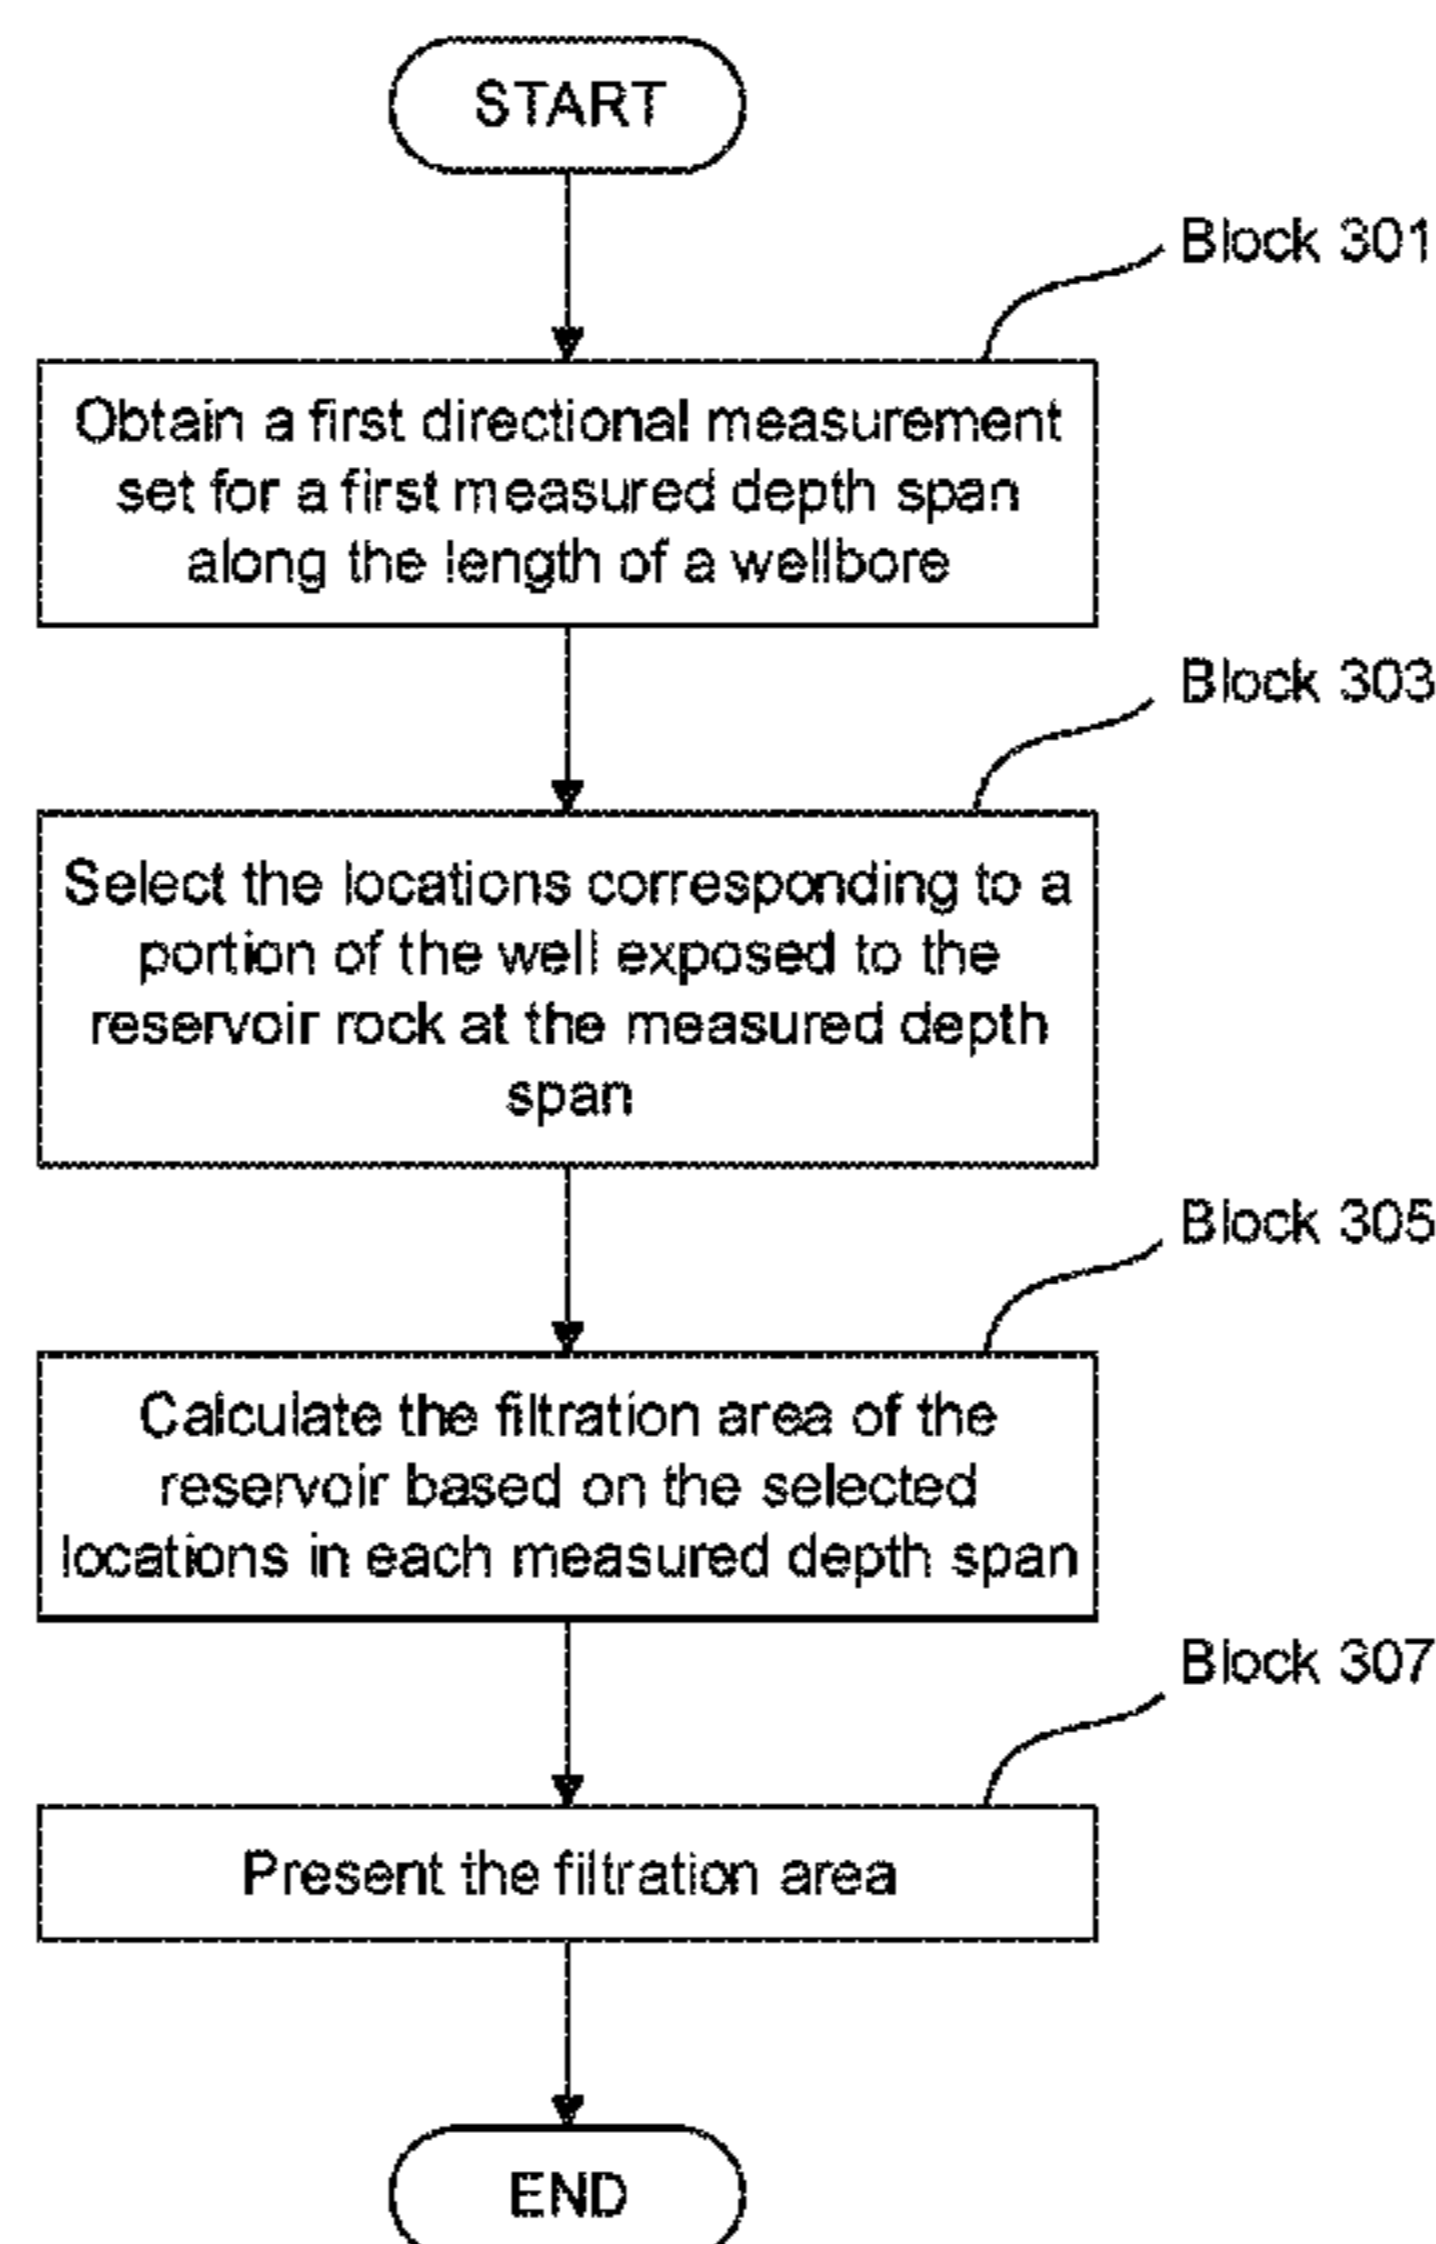 START
Block 301
Obtain a first directional measurement
set for a first measured depth span
along the length of a wellbore
Block 303
Select the locations corresponding to a
portion of the well exposed to the
reservoir rock at the measured depth
span
Block 305
Calculate the filtration area of the
reservoir based on the selected
locations in each measured depth span
Block 307
Present the filtration area
END